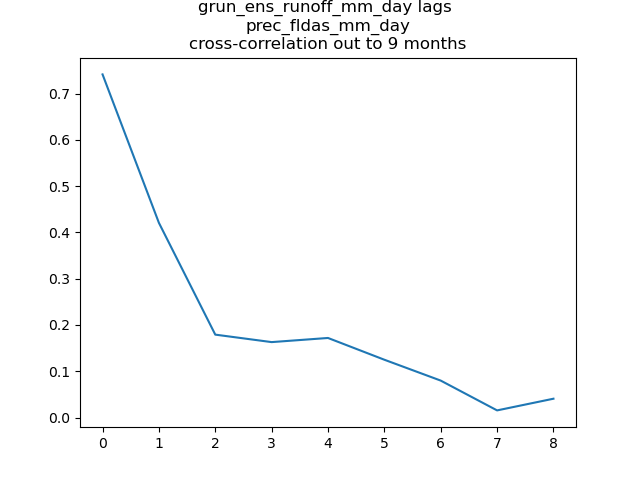 grun_ens_runoff_mm_day lags
prec_fldas_mm_day
cross-correlation out to 9 months
0.7
0.6
0.5
0.4
0.3
0.2
0.1
0.0
0 1 2 3 4 5 6 7 8